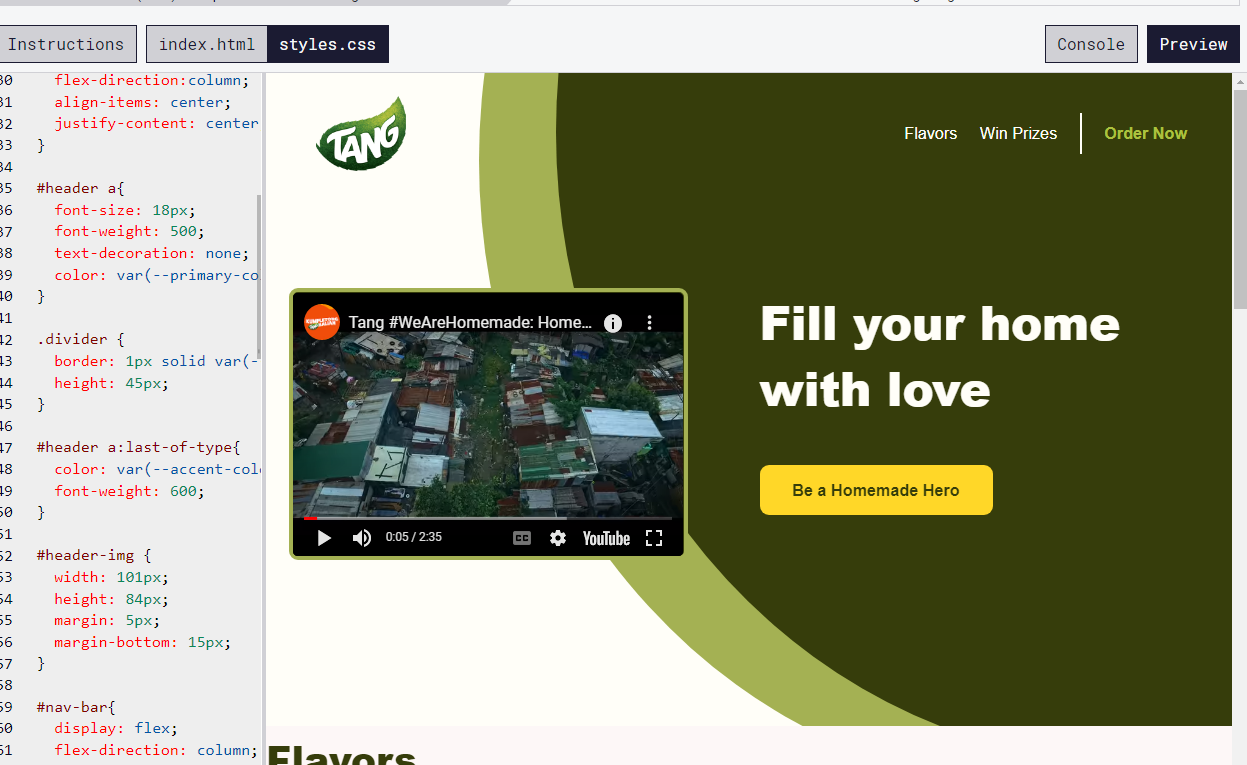 Instructions
index.html
styles.css
Console
Preview
30 flex-direction:column;
31 align-items: center;
32 justify-content: center
33 }
34
35 #header a{
36 font-size: 18px;
37 font-weight: 500;
38 text-decoration: none;
39 color: var(--primary-co
40 }
41
42 .divider {
43 border: 1px solid var(-
44 height: 45px;
45 }
46
47 #header a:last-of-type{
48 color: var(--accent-col
49 font-weight: 600;
50 }
51
52 #header-img {
53 width: 101px;
54 height: 84px;
55 margin: 5px;
56 margin-bottom: 15px;
57 }
58
59 #nav-bar{
60 display: flex;
61 flex-direction: column;
TANG
Flavors
Win Prizes
Order Now
Tang #WeAreHomemade: Home...
0:05 / 2:35
CC
YouTube
Fill your home
with love
Be a Homemade Hero
Flavors